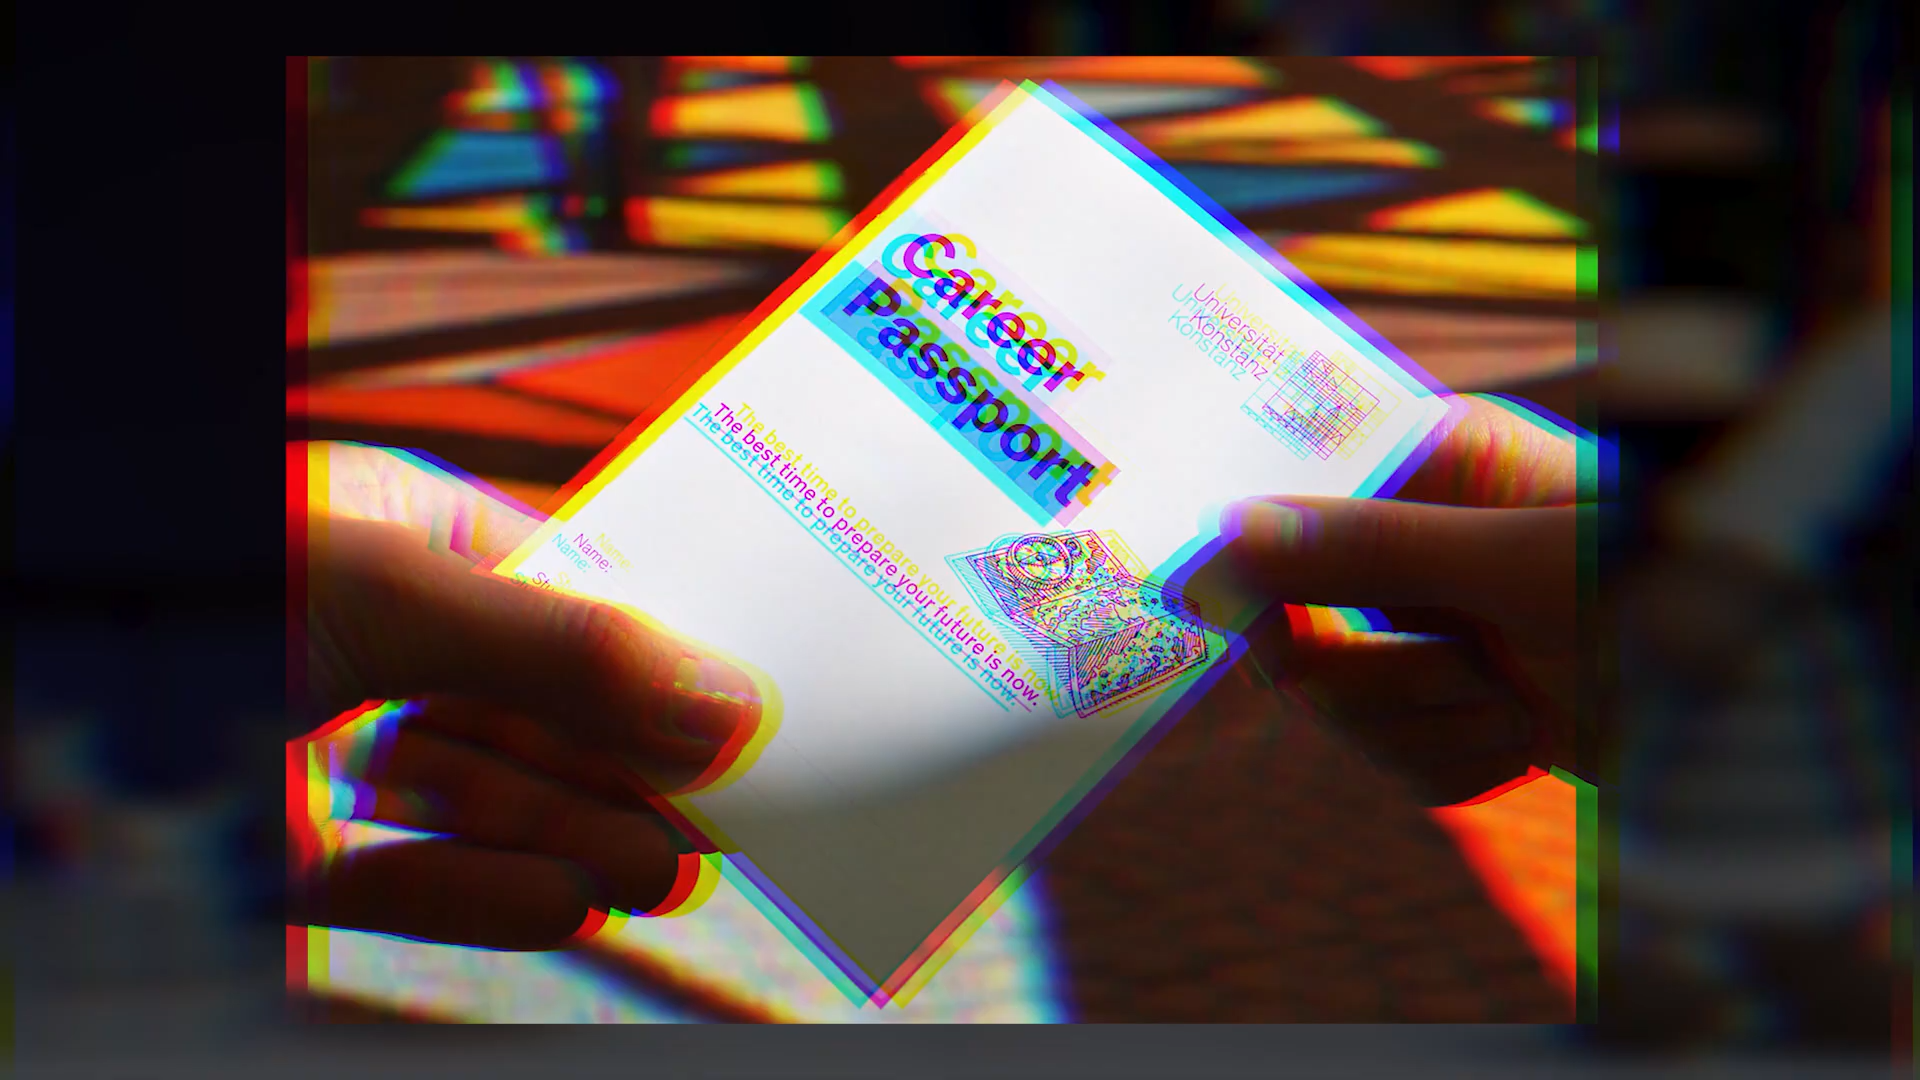 Career
Passport
Universität
Konstanz
The best time to prepare your future is now.
Name: